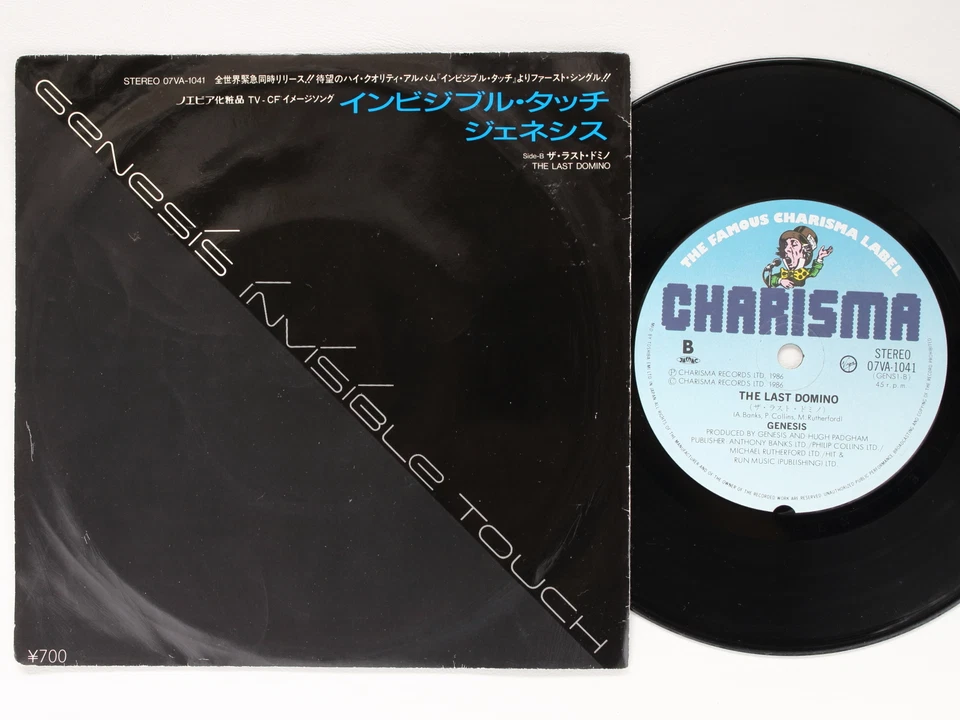 STEREO 07VA-1041 全世界緊急同時リリース!! 待望のハイ・クオリティ・アルバム「インビジブル・タッチ」よりファースト・シングル!!
ノエビア化粧品 TV-CFイメージソング インビジブル・タッチ
ジェネシス
Side-B ザ・ラスト・ドミノ
THE LAST DOMINO
GENESIS INVISIBLE TOUCH
¥700
THE FAMOUS CHARISMA LABEL
CHARISMA
B
STEREO
07VA-1041
(GENS1-B)
45 r.p.m.
Ⓟ CHARISMA RECORDS LTD. 1986
Ⓒ CHARISMA RECORDS LTD. 1986
THE LAST DOMINO
(ザ・ラスト・ドミノ)
(A. Banks, P. Collins, M. Rutherford)
GENESIS
PRODUCED BY GENESIS AND HUGH PADGHAM
PUBLISHER: ANTHONY BANKS LTD./PHILIP COLLINS LTD./
MICHAEL RUTHERFORD LTD./HIT &
RUN MUSIC (PUBLISHING) LTD.